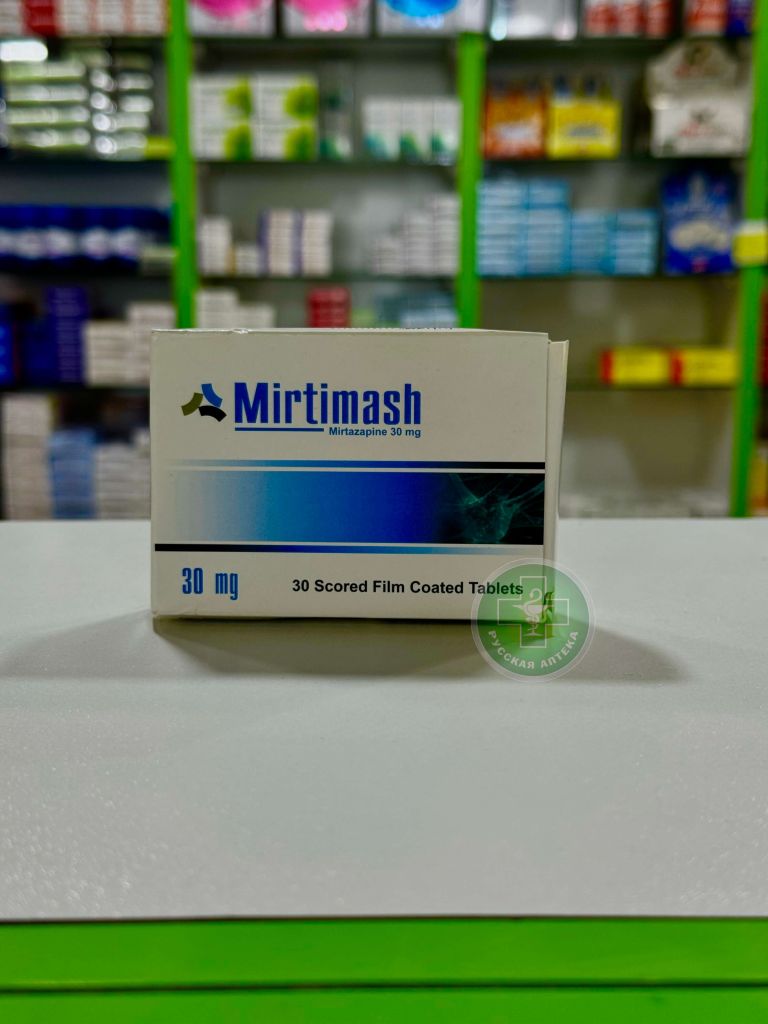 Mirtimash
Mirtazapine 30 mg
30 mg
30 Scored Film Coated Tablets
РУССКАЯ АПТЕКА